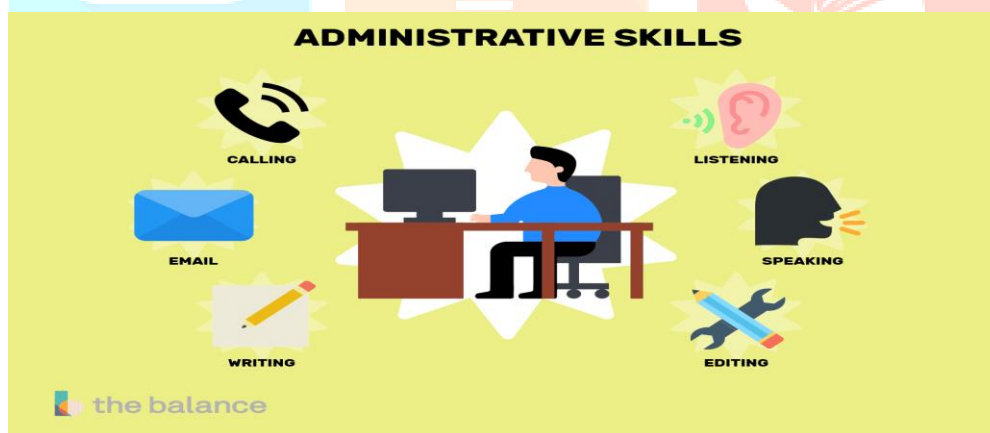 ADMINISTRATIVE SKILLS
CALLING
LISTENING
EMAIL
SPEAKING
WRITING
EDITING
the balance